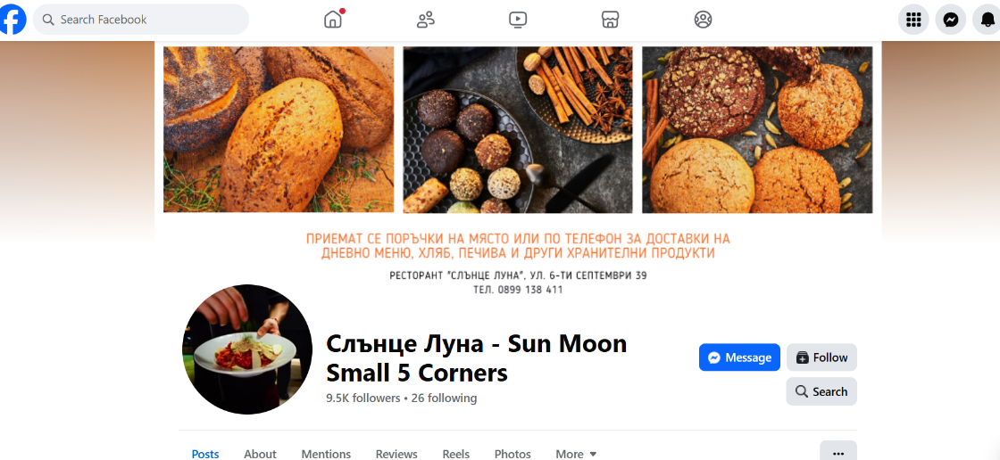 Search Facebook
ПРИЕМАТ СЕ ПОРЪЧКИ НА МЯСТО ИЛИ ПО ТЕЛЕФОН ЗА ДОСТАВКИ НА
ДНЕВНО МЕНЮ, ХЛЯБ, ПЕЧИВА И ДРУГИ ХРАНИТЕЛНИ ПРОДУКТИ
РЕСТОРАНТ "СЛЪНЦЕ ЛУНА", УЛ. 6-ТИ СЕПТЕМВРИ 39
ТЕЛ. 0899 138 411
Слънце Луна - Sun Moon
Small 5 Corners
9.5K followers • 26 following
Message
Follow
Search
Posts About Mentions Reviews Reels Photos More